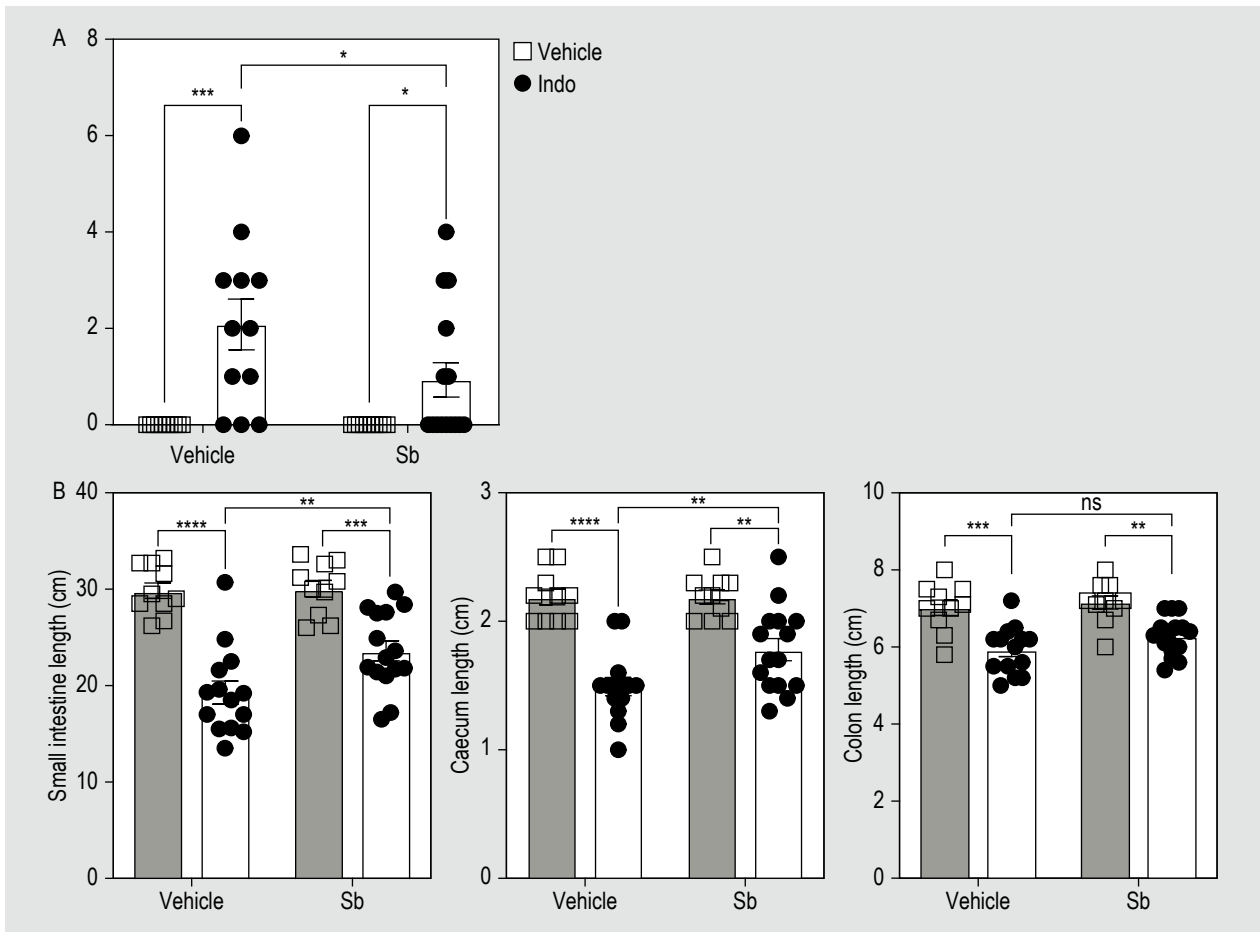 A
8
6
4
2
0
***
*
*
Vehicle
Indo
Vehicle
Sb
B
Small intestine length (cm)
40
30
20
10
0
****
**
***
Vehicle
Sb
Caecum length (cm)
3
2
1
0
****
**
**
Vehicle
Sb
Colon length (cm)
10
8
6
4
2
0
***
ns
**
Vehicle
Sb